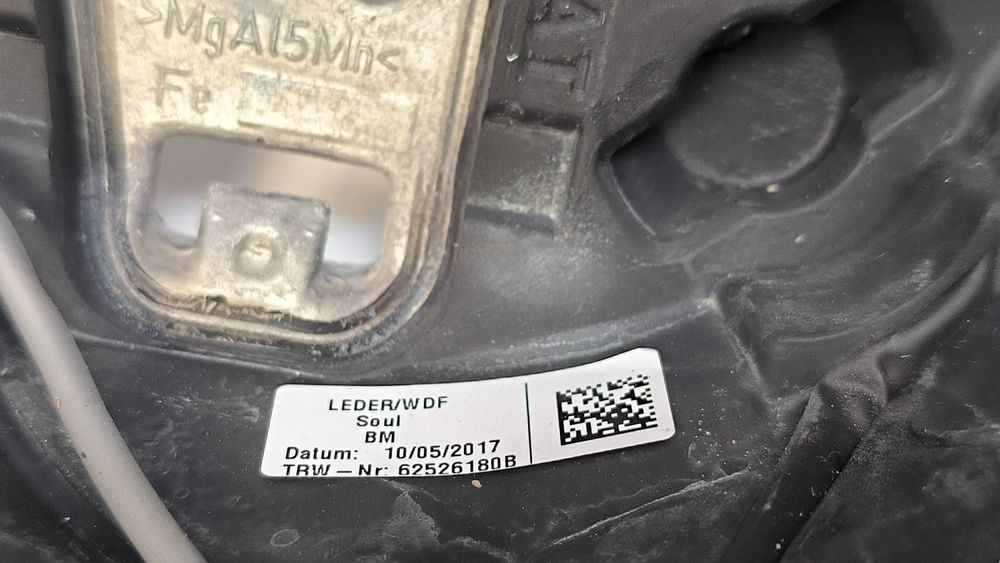 >MgAl5Mn<
Fe
LEDER/WDF
Soul
BM
Datum: 10/05/2017
TRW – Nr: 62526180B